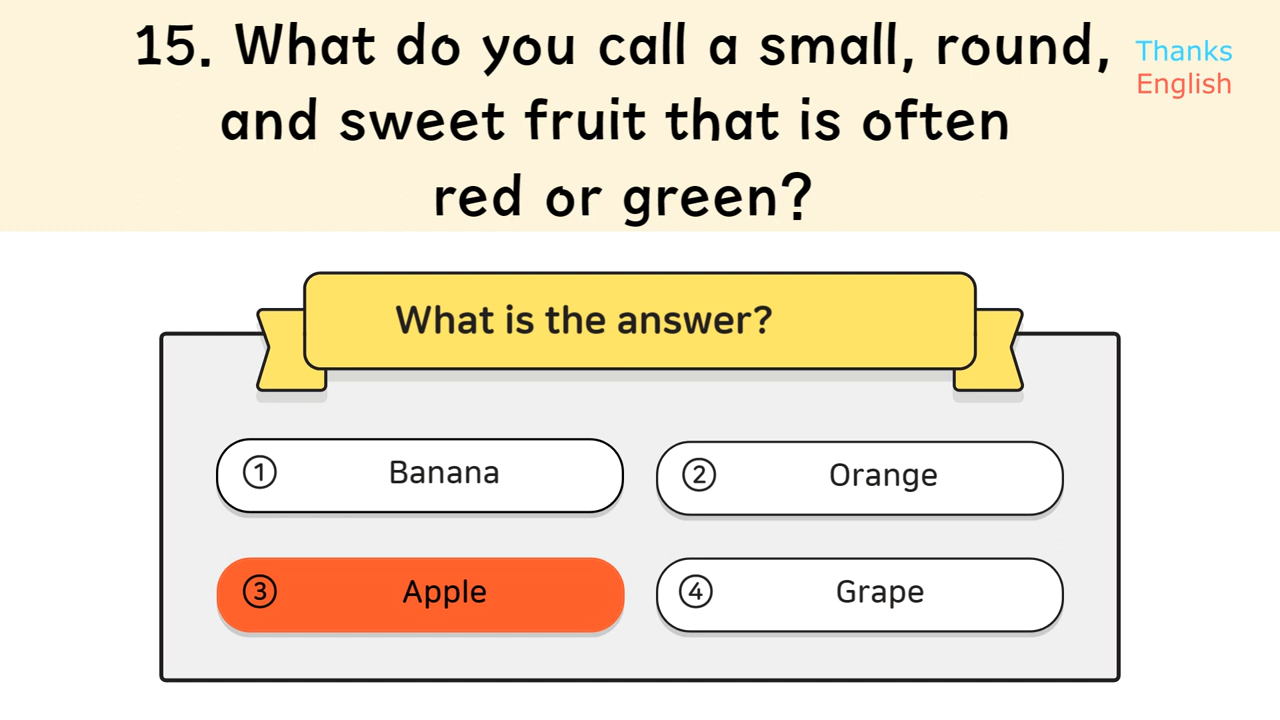 15. What do you call a small, round,
and sweet fruit that is often
red or green?
Thanks
English
What is the answer?
① Banana
② Orange
③ Apple
④ Grape